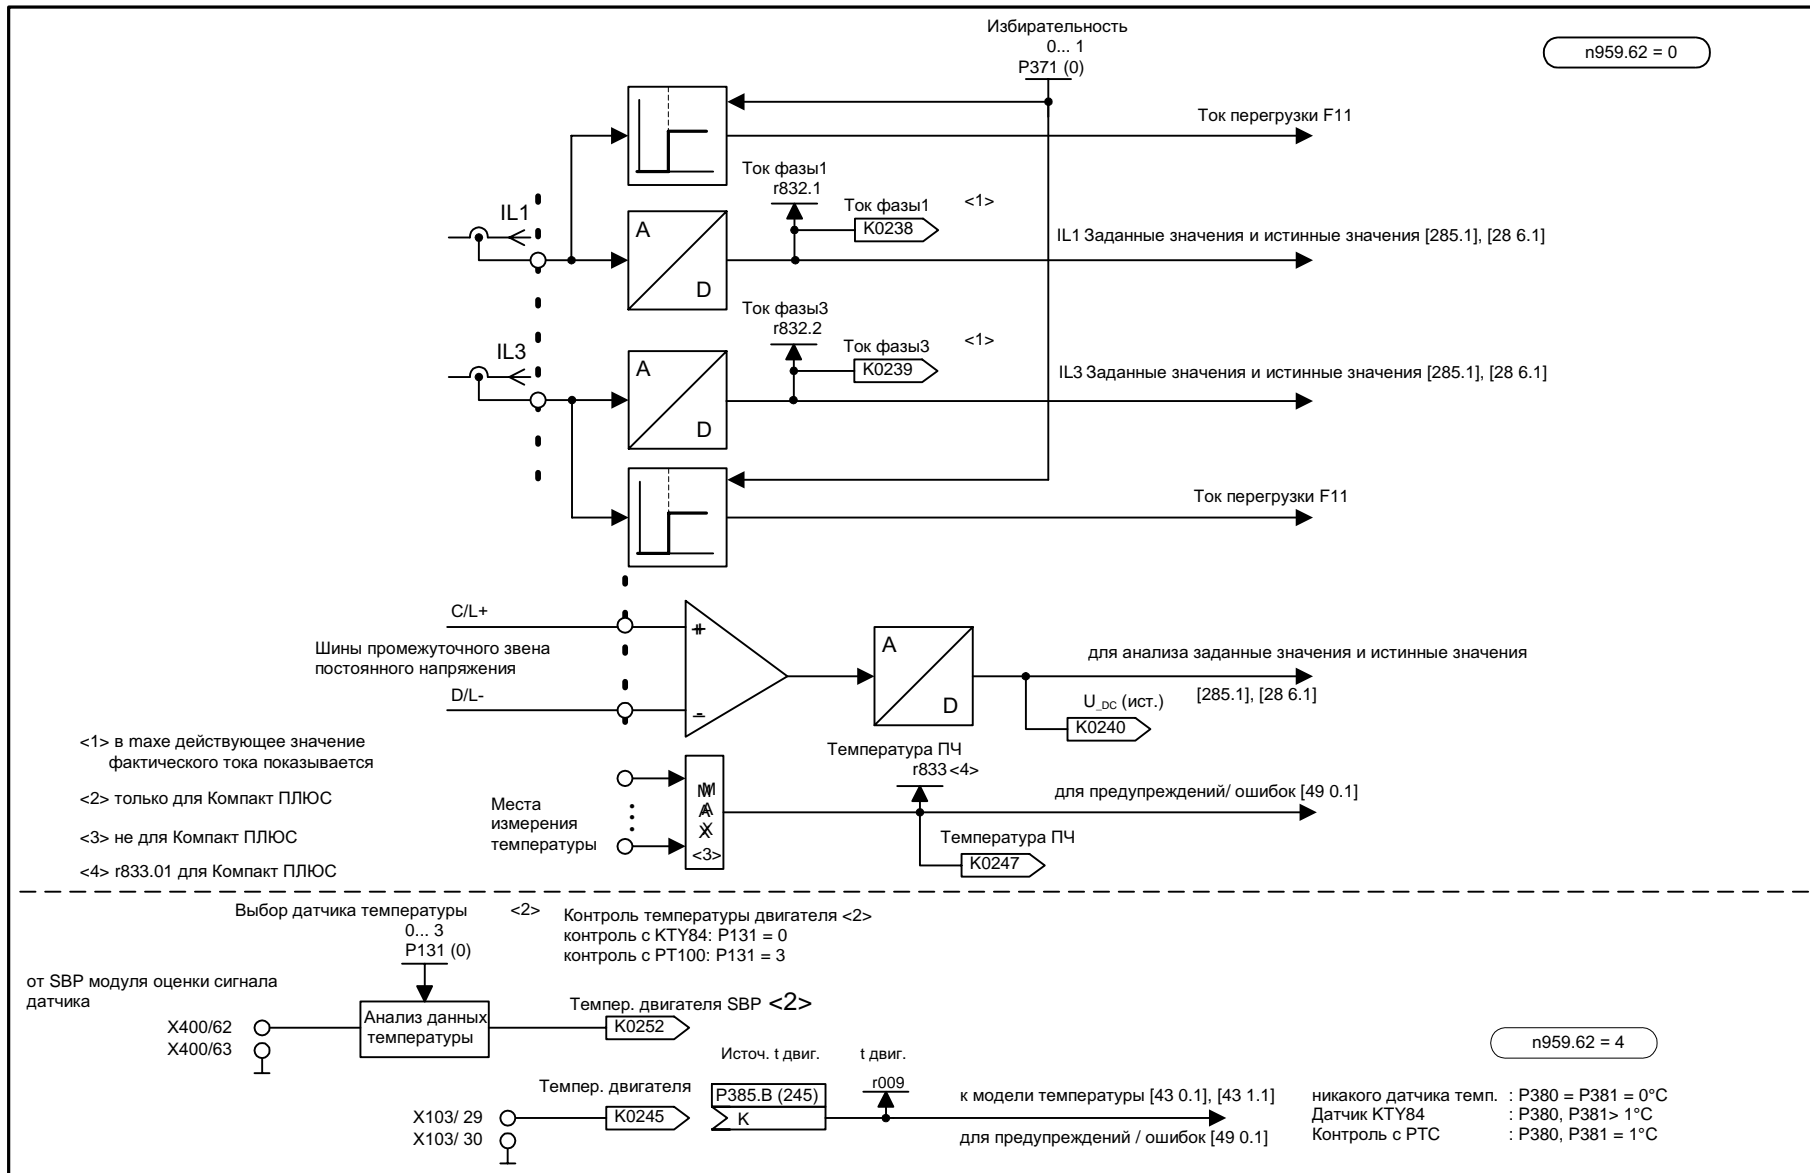 Избирательность
0... 1
P371 (0)
n959.62 = 0
Ток перегрузки F11
Ток фазы1
r832.1
Ток фазы1
<1>
K0238
IL1
A
D
IL1 Заданные значения и истинные значения [285.1], [28 6.1]
Ток фазы3
r832.2
Ток фазы3
<1>
K0239
IL3
A
D
IL3 Заданные значения и истинные значения [285.1], [28 6.1]
Ток перегрузки F11
C/L+
+
Шины промежуточного звена
постоянного напряжения
D/L-
-
A
D
для анализа заданные значения и истинные значения
[285.1], [28 6.1]
U_DC (ист.)
K0240
<1> в maxe действующее значение
фактического тока показывается
<2> только для Компакт ПЛЮС
<3> не для Компакт ПЛЮС
<4> r833.01 для Компакт ПЛЮС
Места
измерения
температуры
M
A
X
<3>
Температура ПЧ
r833 <4>
для предупреждений/ ошибок [49 0.1]
Температура ПЧ
K0247
Выбор датчика температуры
<2>
0... 3
P131 (0)
Контроль температуры двигателя <2>
контроль с KTY84: P131 = 0
контроль с PT100: P131 = 3
от SBP модуля оценки сигнала
датчика
X400/62
X400/63
Анализ данных
температуры
Темпер. двигателя SBP <2>
K0252
n959.62 = 4
Темпер. двигателя
X103/ 29
X103/ 30
K0245
Источ. t двиг.
P385.B (245)
K
t двиг.
r009
к модели температуры [43 0.1], [43 1.1]
для предупреждений / ошибок [49 0.1]
никакого датчика темп. : P380 = P381 = 0°C
Датчик KTY84 : P380, P381> 1°C
Контроль с PTC : P380, P381 = 1°C